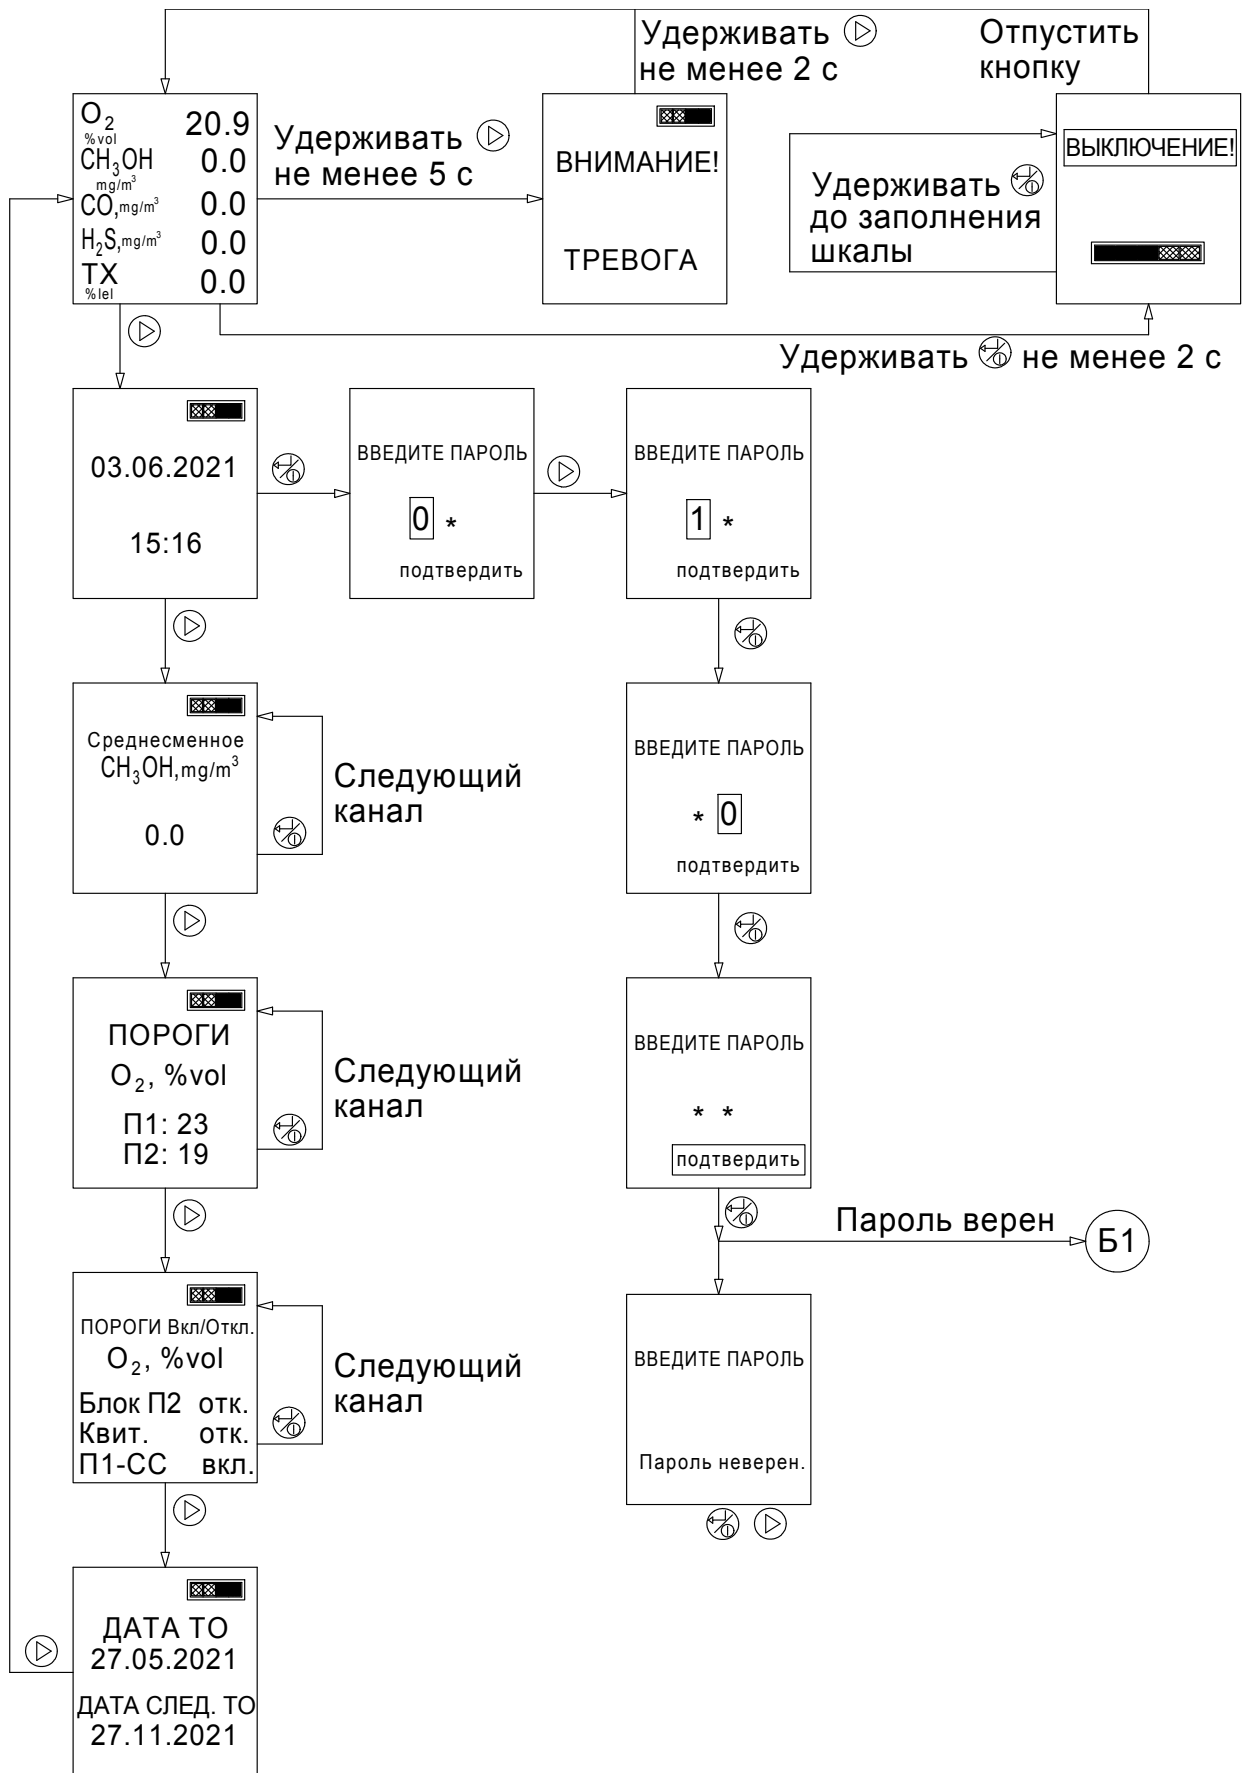 Удерживать
не менее 2 с
Отпустить
кнопку
O2 20.9
%vol
CH3OH 0.0
mg/m³
CO,mg/m³ 0.0
H2S,mg/m³ 0.0
TX 0.0
%lel
Удерживать
не менее 5 с
ВНИМАНИЕ!
ТРЕВОГА
Удерживать
до заполнения
шкалы
ВЫКЛЮЧЕНИЕ!
Удерживать не менее 2 с
03.06.2021
15:16
ВВЕДИТЕ ПАРОЛЬ
0 *
подтвердить
ВВЕДИТЕ ПАРОЛЬ
1 *
подтвердить
Среднесменное
CH3OH,mg/m³
0.0
Следующий
канал
ВВЕДИТЕ ПАРОЛЬ
* 0
подтвердить
ПОРОГИ
O2, %vol
П1: 23
П2: 19
Следующий
канал
ВВЕДИТЕ ПАРОЛЬ
* *
подтвердить
Пароль верен
Б1
ПОРОГИ Вкл/Откл.
O2, %vol
Блок П2 отк.
Квит. отк.
П1-СС вкл.
Следующий
канал
ВВЕДИТЕ ПАРОЛЬ
Пароль неверен.
ДАТА ТО
27.05.2021
ДАТА СЛЕД. ТО
27.11.2021